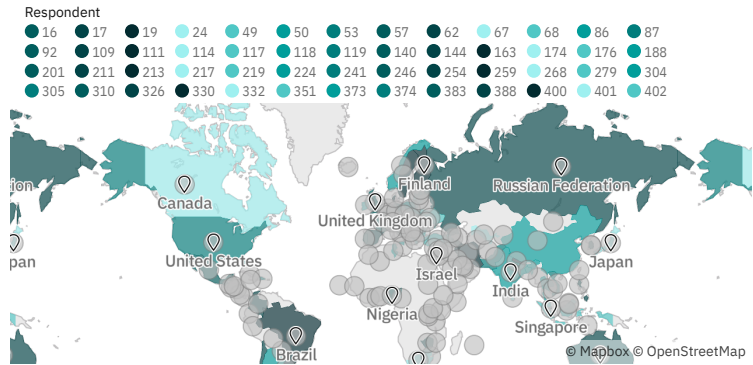 Respondent
16 17 19 24 49 50 53 57 62 67 68 86 87
92 109 111 114 117 118 119 140 144 163 174 176 188
201 211 213 217 219 224 241 246 254 259 268 279 304
305 310 326 330 332 351 373 374 383 388 400 401 402
Finland
ion
Russian Federation
Canada
United Kingdom
pan
United States
Israel
Japan
India
Nigeria
Singapore
Brazil
© Mapbox © OpenStreetMap